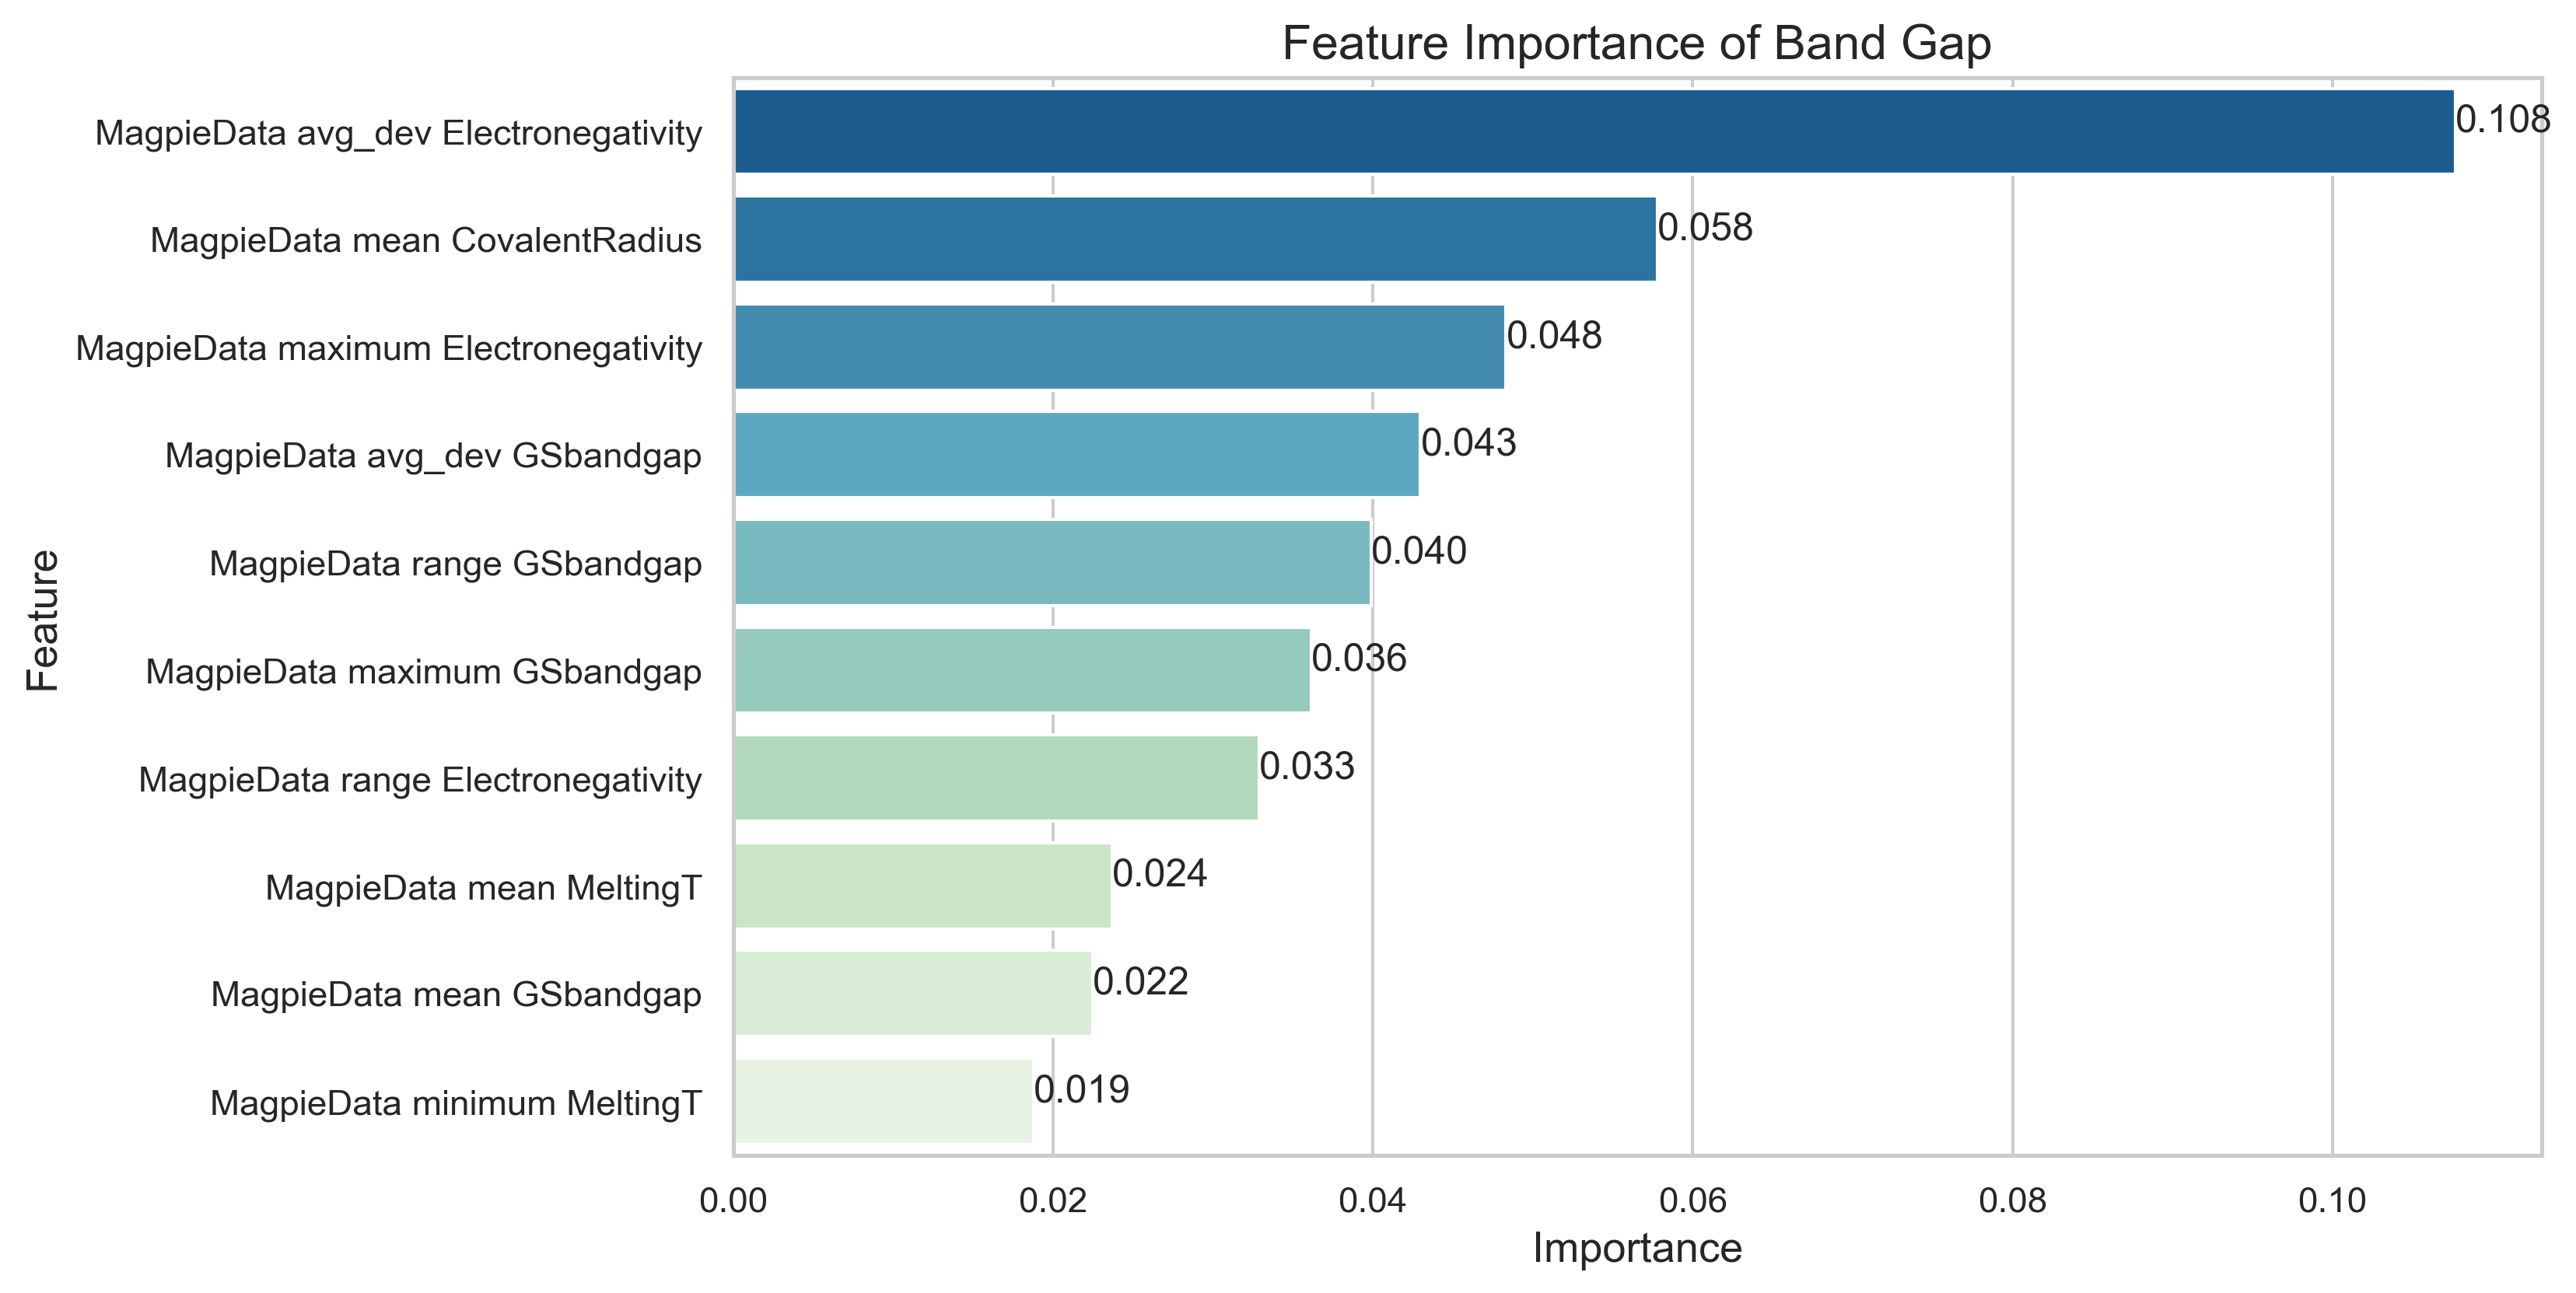 Feature Importance of Band Gap
MagpieData avg_dev Electronegativity
0.108
MagpieData mean CovalentRadius
0.058
MagpieData maximum Electronegativity
0.048
MagpieData avg_dev GSbandgap
0.043
MagpieData range GSbandgap
0.040
MagpieData maximum GSbandgap
0.036
MagpieData range Electronegativity
0.033
MagpieData mean MeltingT
0.024
MagpieData mean GSbandgap
0.022
MagpieData minimum MeltingT
0.019
Feature
0.00 0.02 0.04 0.06 0.08 0.10
Importance